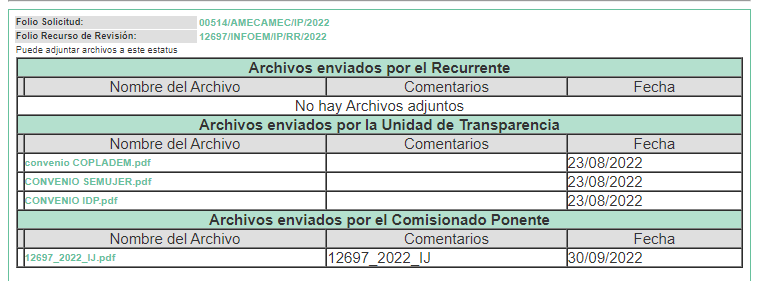 Folio Solicitud: 00514/AMECAMEC/IP/2022
Folio Recurso de Revisión: 12697/INFOEM/IP/RR/2022
Puede adjuntar archivos a este estatus
Archivos enviados por el Recurrente
Nombre del Archivo Comentarios Fecha
No hay Archivos adjuntos
Archivos enviados por la Unidad de Transparencia
Nombre del Archivo Comentarios Fecha
convenio COPLADEM.pdf 23/08/2022
CONVENIO SEMUJER.pdf 23/08/2022
CONVENIO IDP.pdf 23/08/2022
Archivos enviados por el Comisionado Ponente
Nombre del Archivo Comentarios Fecha
12697_2022_IJ.pdf 12697_2022_IJ 30/09/2022